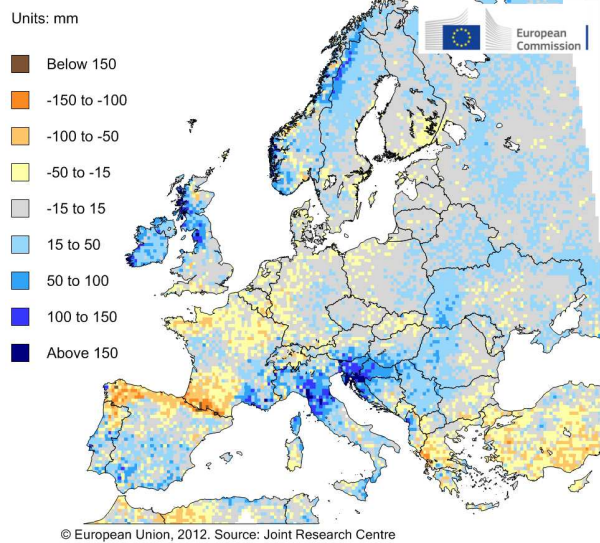 Units: mm
European
Commission
Below 150
-150 to -100
-100 to -50
-50 to -15
-15 to 15
15 to 50
50 to 100
100 to 150
Above 150
© European Union, 2012. Source: Joint Research Centre